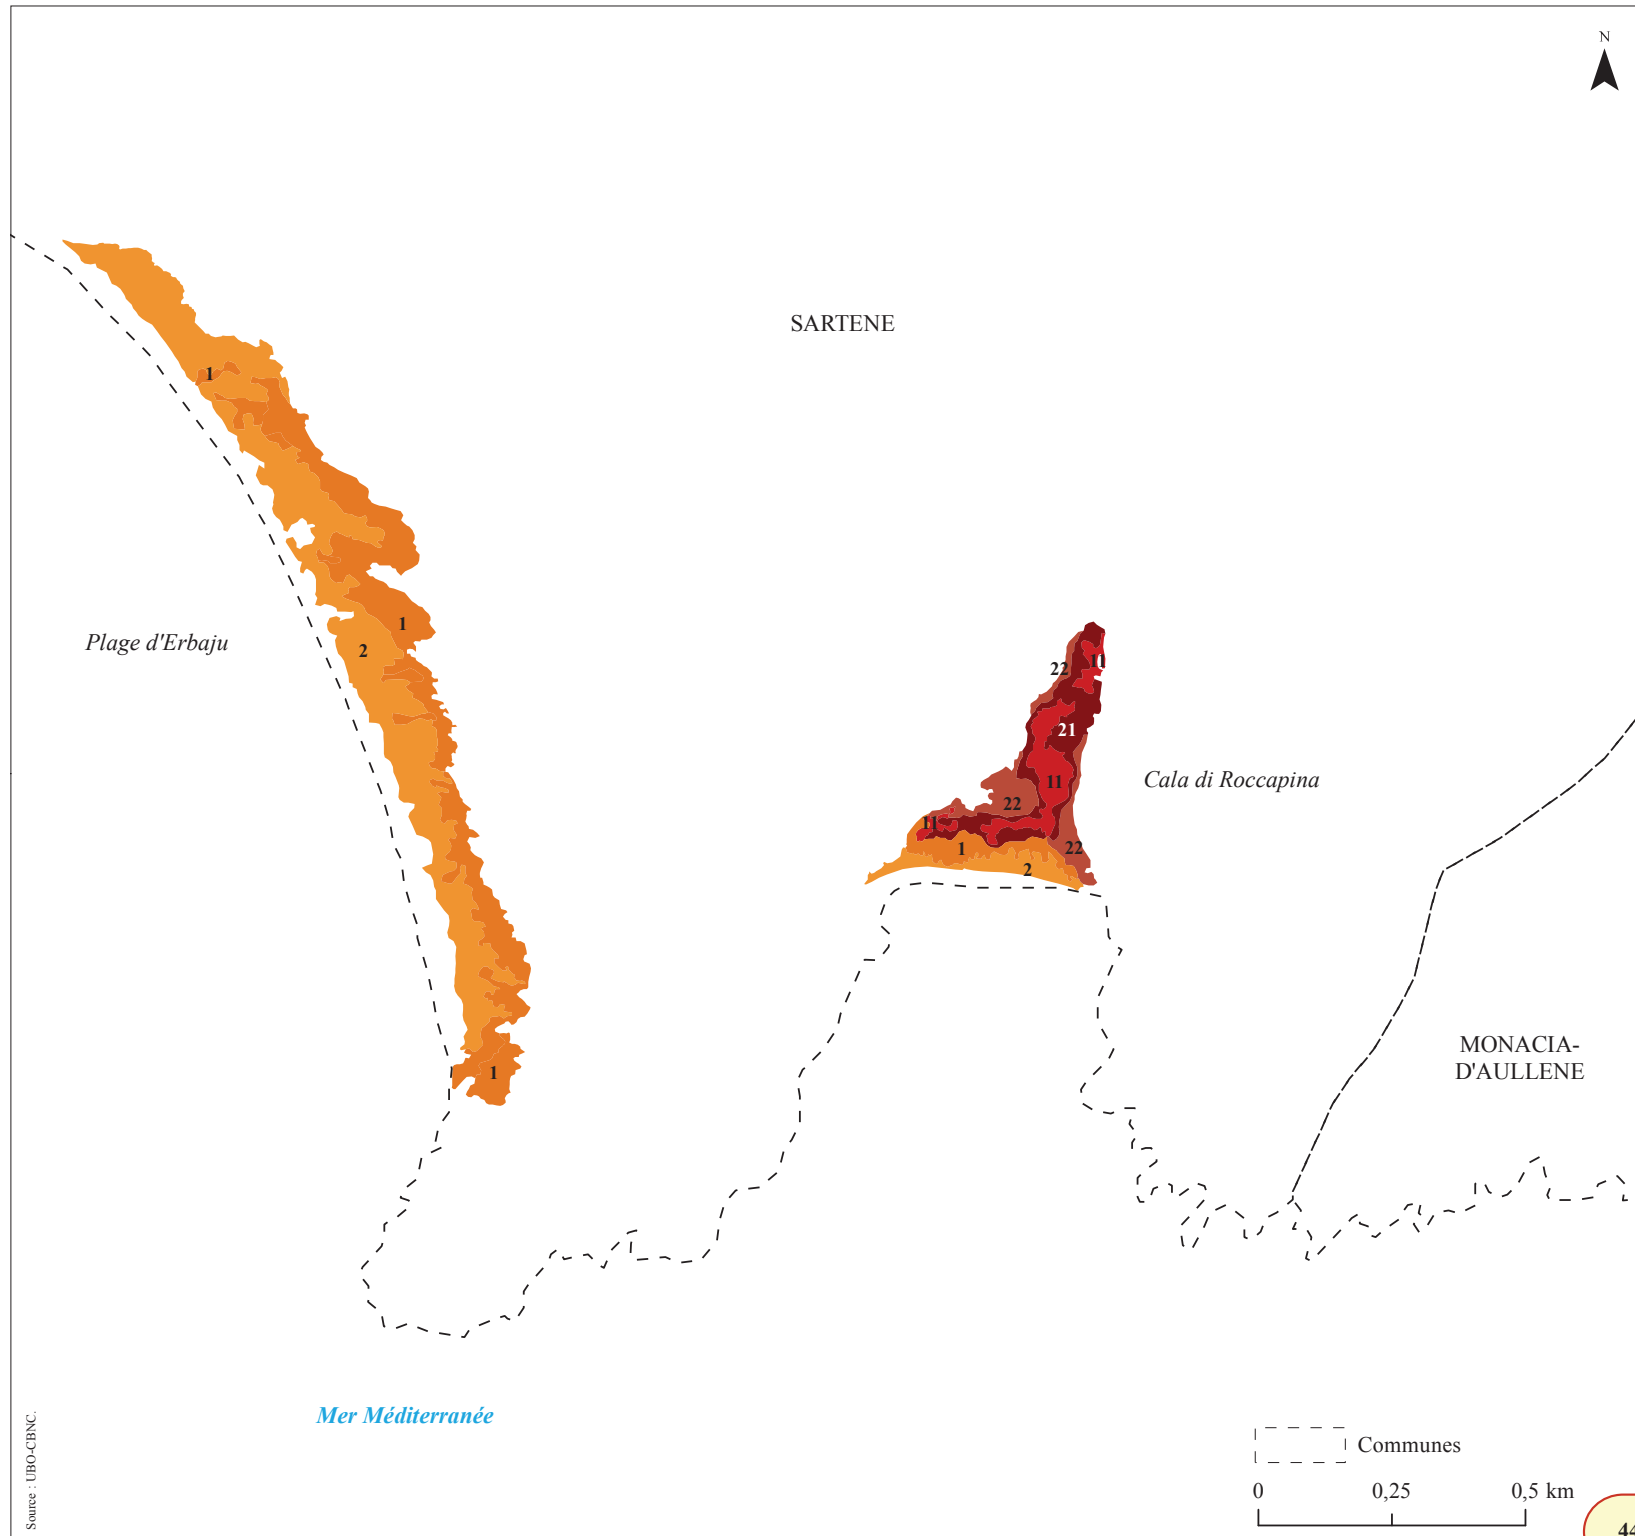 N
SARTENE
1
Plage d'Erbaju
1
2
22
11
21
Cala di Roccapina
11
22
11
1
22
2
MONACIA-
D'AULLENE
1
Mer Méditerranée
Source : UBO-CBNC.
Communes
0
0,25
0,5 km